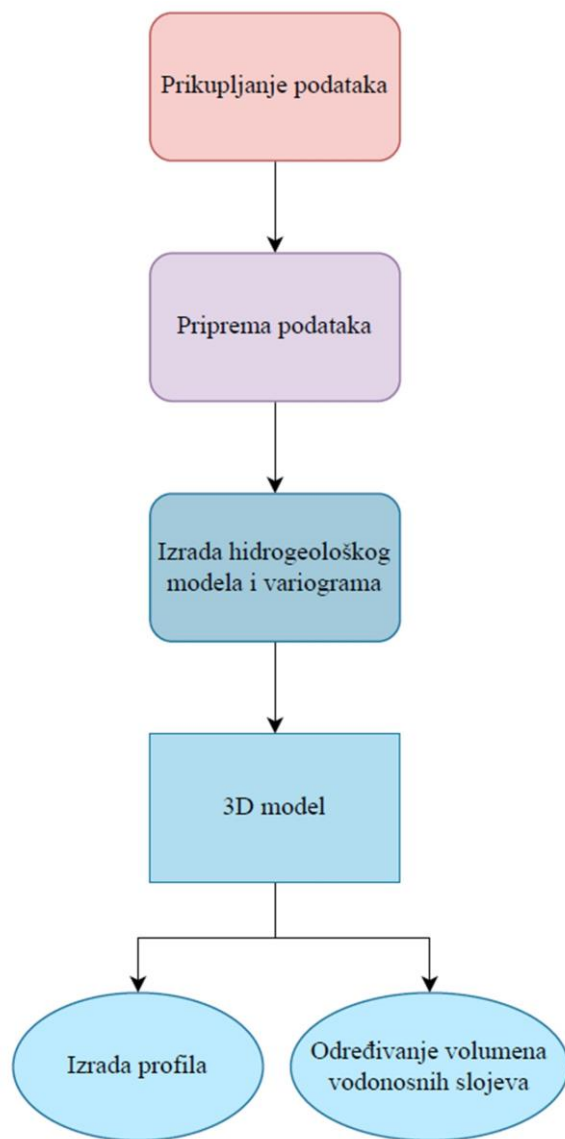 Prikupljanje podataka
Priprema podataka
Izrada hidrogeološkog
modela i variograma
3D model
Izrada profila
Određivanje volumena
vodonosnih slojeva